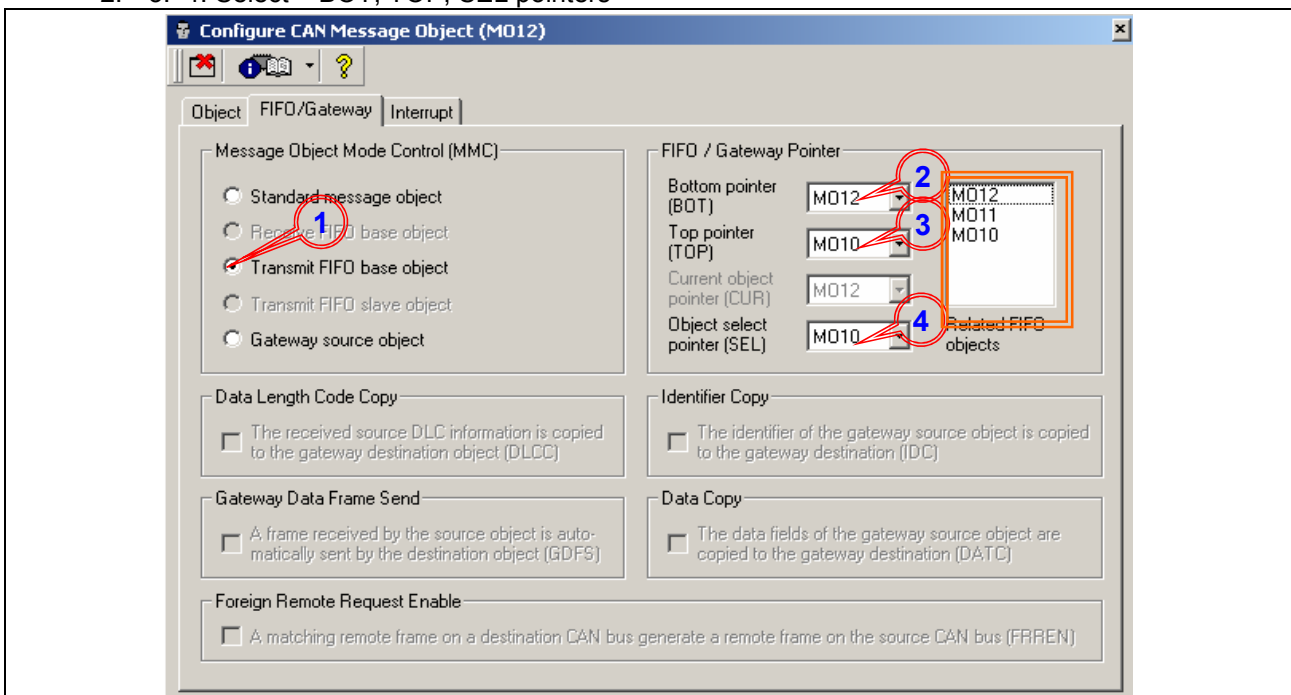 Configure CAN Message Object (MO12)
Object FIFO/Gateway Interrupt
Message Object Mode Control (MMC)
Standard message object
Receive FIFO base object
Transmit FIFO base object
Transmit FIFO slave object
Gateway source object
1
FIFO / Gateway Pointer
Bottom pointer
(BOT)
MO12
2
Top pointer
(TOP)
MO10
3
Current object
pointer (CUR)
MO12
Object select
pointer (SEL)
MO10
4
MO12
MO11
MO10
Related FIFO
objects
Data Length Code Copy
The received source DLC information is copied
to the gateway destination object (DLCC)
Identifier Copy
The identifier of the gateway source object is copied
to the gateway destination (IDC)
Gateway Data Frame Send
A frame received by the source object is auto-
matically sent by the destination object (GDFS)
Data Copy
The data fields of the gateway source object are
copied to the gateway destination (DATC)
Foreign Remote Request Enable
A matching remote frame on a destination CAN bus generate a remote frame on the source CAN bus (FRREN)